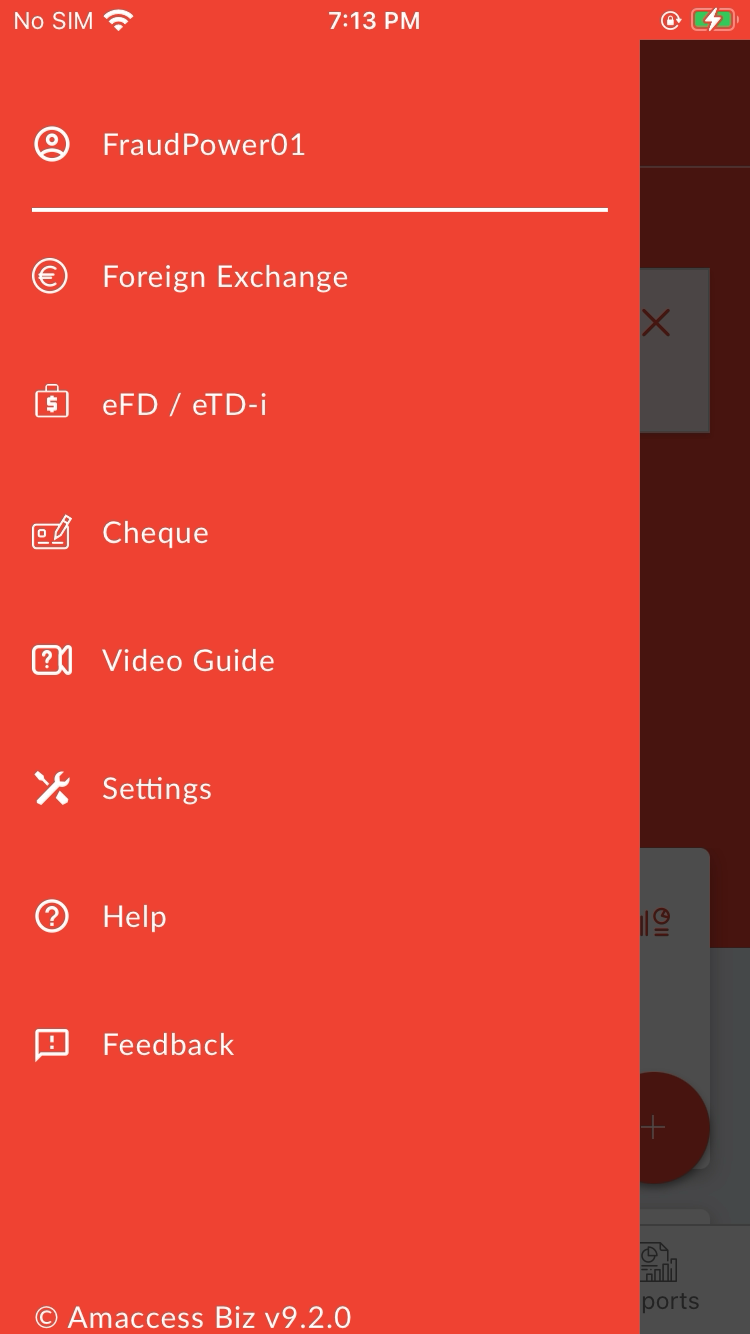 No SIM 7:13 PM
FraudPower01
Foreign Exchange
eFD / eTD-i
Cheque
Video Guide
Settings
Help
Feedback
ports
© Amaccess Biz v9.2.0